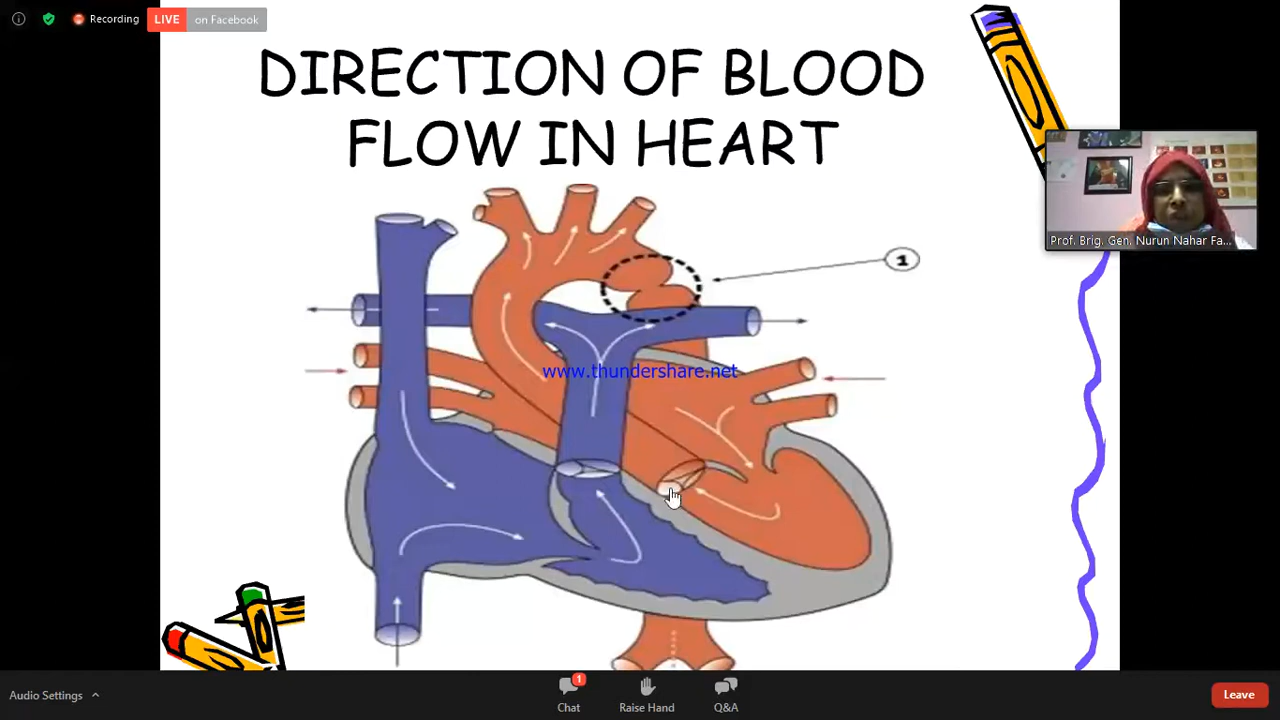 Recording
LIVE on Facebook
DIRECTION OF BLOOD
FLOW IN HEART
Prof. Brig. Gen. Nurun Nahar Fa...
1
www.thundershare.net
Audio Settings
1
Chat
Raise Hand
Q&A
Leave